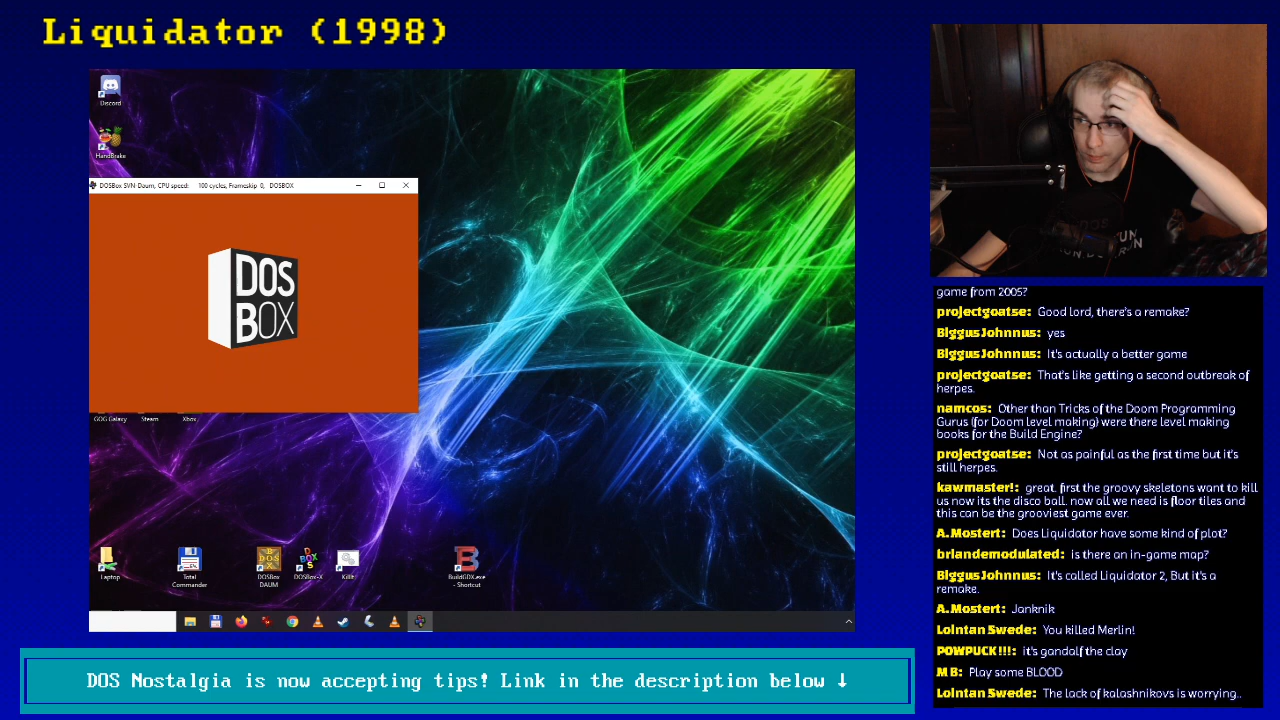 Liquidator (1998)
Discord
HandBrake
DOSBox SVN-Daum, CPU speed: 100 cycles, Frameskip 0, DOSBOX
DOS
BOX
GOG Galaxy
Steam
Xbox
Laptop
Total Commander
DOSBox DAUM
DOSBox-X
KillIt
BuildGDX.exe - Shortcut
game from 2005?
projectgoatse: Good lord, there's a remake?
Biggus Johnnus: yes
Biggus Johnnus: It's actually a better game
projectgoatse: That's like getting a second outbreak of
herpes.
namcos: Other than Tricks of the Doom Programming
Gurus (for Doom level making) were there level making
books for the Build Engine?
projectgoatse: Not as painful as the first time but it's
still herpes.
kawmaster!: great. first the groovy skeletons want to kill
us now its the disco ball. now all we need is floor tiles and
this can be the grooviest game ever.
A. Mostert: Does Liquidator have some kind of plot?
briandemodulated: is there an in-game map?
Biggus Johnnus: It's called Liquidator 2, But it's a
remake.
A. Mostert: Janknik
Lointan Swede: You killed Merlin!
POWPUCK!!!: it's gandolf the clay
M B: Play some BLOOD
Lointan Swede: The lack of kalashnikovs is worrying..
DOS Nostalgia is now accepting tips! Link in the description below ↓